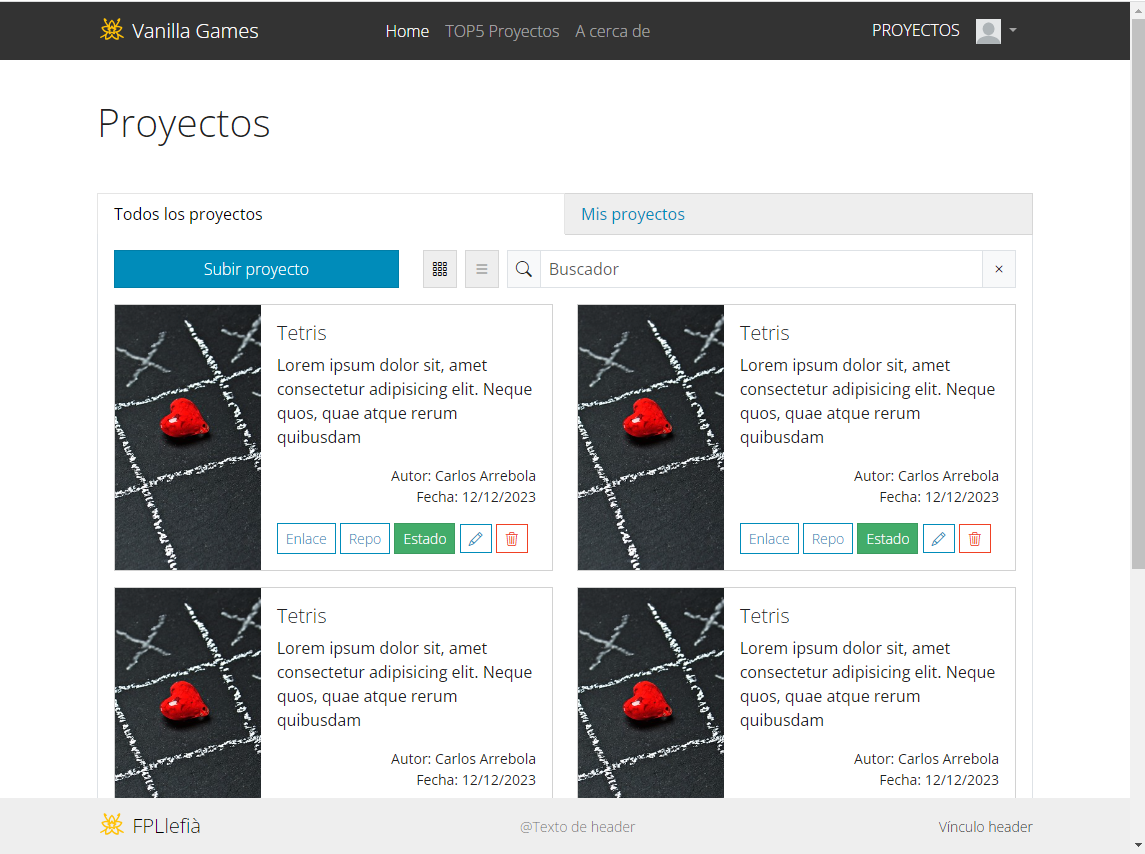 Vanilla Games
Home TOP5 Proyectos A cerca de
PROYECTOS
Proyectos
Todos los proyectos
Mis proyectos
Subir proyecto
Buscador
×
Tetris
Lorem ipsum dolor sit, amet
consectetur adipisicing elit. Neque
quos, quae atque rerum
quibusdam
Autor: Carlos Arrebola
Fecha: 12/12/2023
Enlace Repo Estado
Tetris
Lorem ipsum dolor sit, amet
consectetur adipisicing elit. Neque
quos, quae atque rerum
quibusdam
Autor: Carlos Arrebola
Fecha: 12/12/2023
Enlace Repo Estado
Tetris
Lorem ipsum dolor sit, amet
consectetur adipisicing elit. Neque
quos, quae atque rerum
quibusdam
Autor: Carlos Arrebola
Fecha: 12/12/2023
Tetris
Lorem ipsum dolor sit, amet
consectetur adipisicing elit. Neque
quos, quae atque rerum
quibusdam
Autor: Carlos Arrebola
Fecha: 12/12/2023
FPLlefià
@Texto de header
Vínculo header